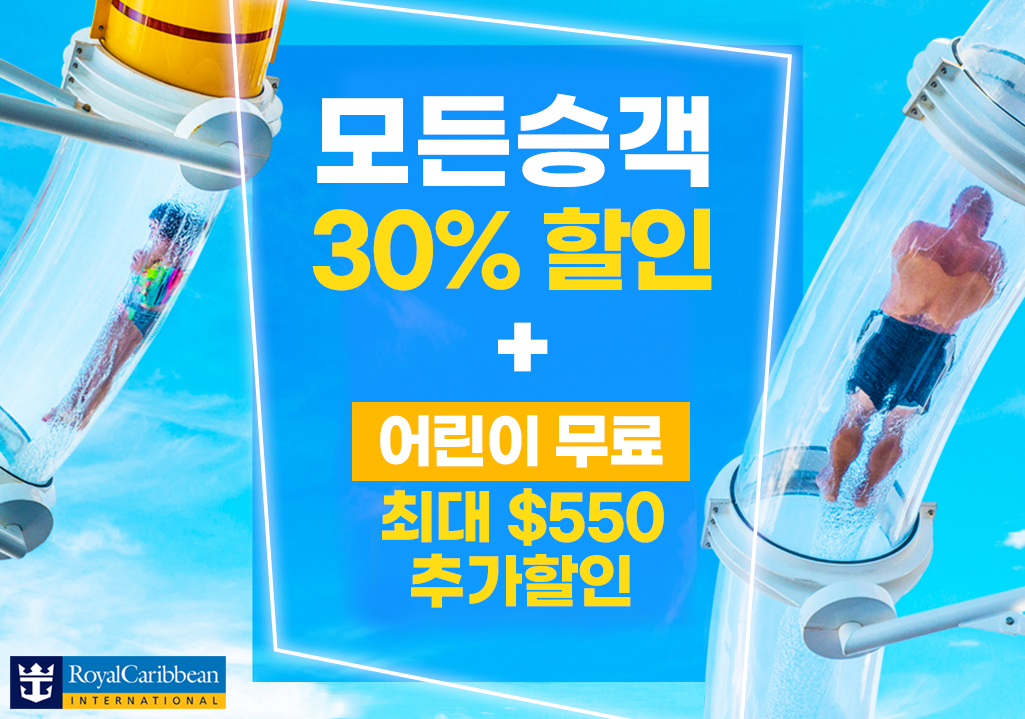 모든승객
30% 할인
+
어린이 무료
최대 $550
추가할인
RoyalCaribbean
INTERNATIONAL